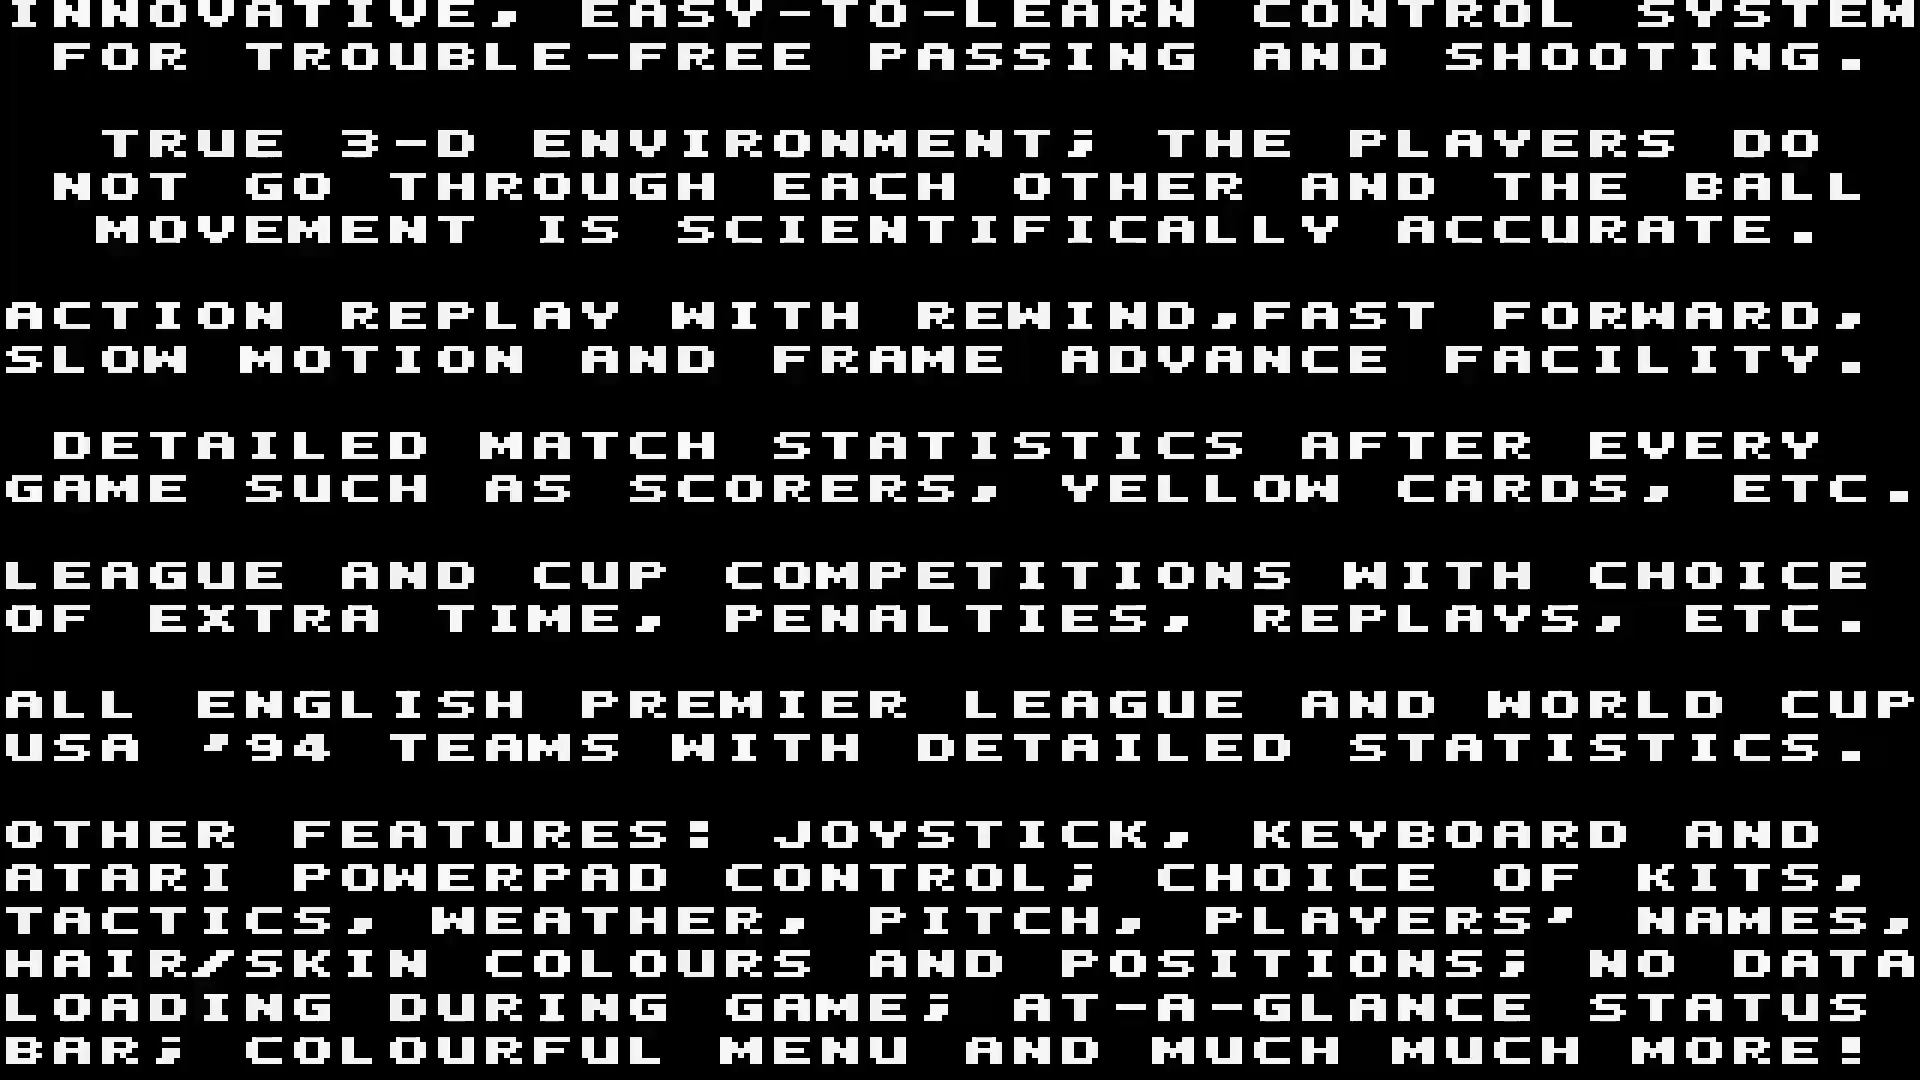 INNOVATIVE, EASY-TO-LEARN CONTROL SYSTEM
FOR TROUBLE-FREE PASSING AND SHOOTING.
TRUE 3-D ENVIRONMENT; THE PLAYERS DO
NOT GO THROUGH EACH OTHER AND THE BALL
MOVEMENT IS SCIENTIFICALLY ACCURATE.
ACTION REPLAY WITH REWIND,FAST FORWARD,
SLOW MOTION AND FRAME ADVANCE FACILITY.
DETAILED MATCH STATISTICS AFTER EVERY
GAME SUCH AS SCORERS, YELLOW CARDS, ETC.
LEAGUE AND CUP COMPETITIONS WITH CHOICE
OF EXTRA TIME, PENALTIES, REPLAYS, ETC.
ALL ENGLISH PREMIER LEAGUE AND WORLD CUP
USA '94 TEAMS WITH DETAILED STATISTICS.
OTHER FEATURES: JOYSTICK, KEYBOARD AND
ATARI POWERPAD CONTROL; CHOICE OF KITS,
TACTICS, WEATHER, PITCH, PLAYERS' NAMES,
HAIR/SKIN COLOURS AND POSITIONS; NO DATA
LOADING DURING GAME; AT-A-GLANCE STATUS
BAR; COLOURFUL MENU AND MUCH MUCH MORE!